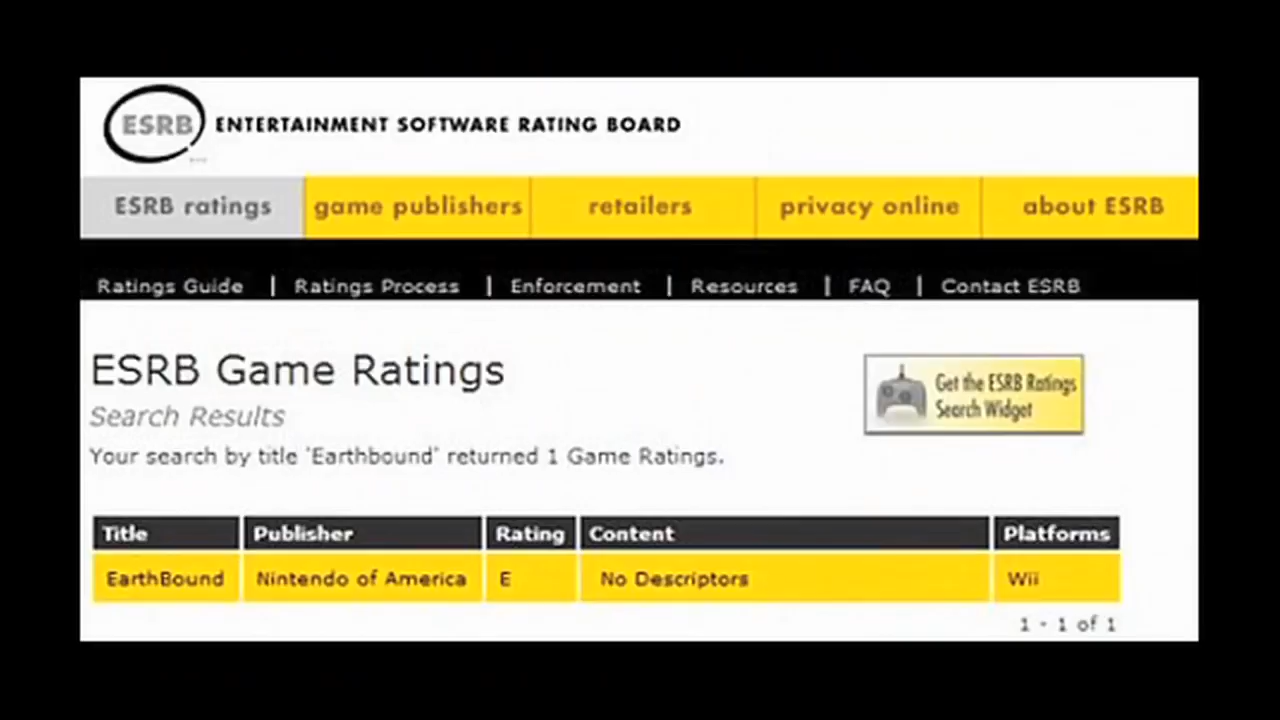 ESRB ENTERTAINMENT SOFTWARE RATING BOARD
ESRB ratings game publishers retailers privacy online about ESRB
Ratings Guide | Ratings Process | Enforcement | Resources | FAQ | Contact ESRB
ESRB Game Ratings
Search Results
Your search by title 'Earthbound' returned 1 Game Ratings.
Get the ESRB Ratings
Search Widget
Title Publisher Rating Content Platforms
EarthBound Nintendo of America E No Descriptors Wii
1 - 1 of 1